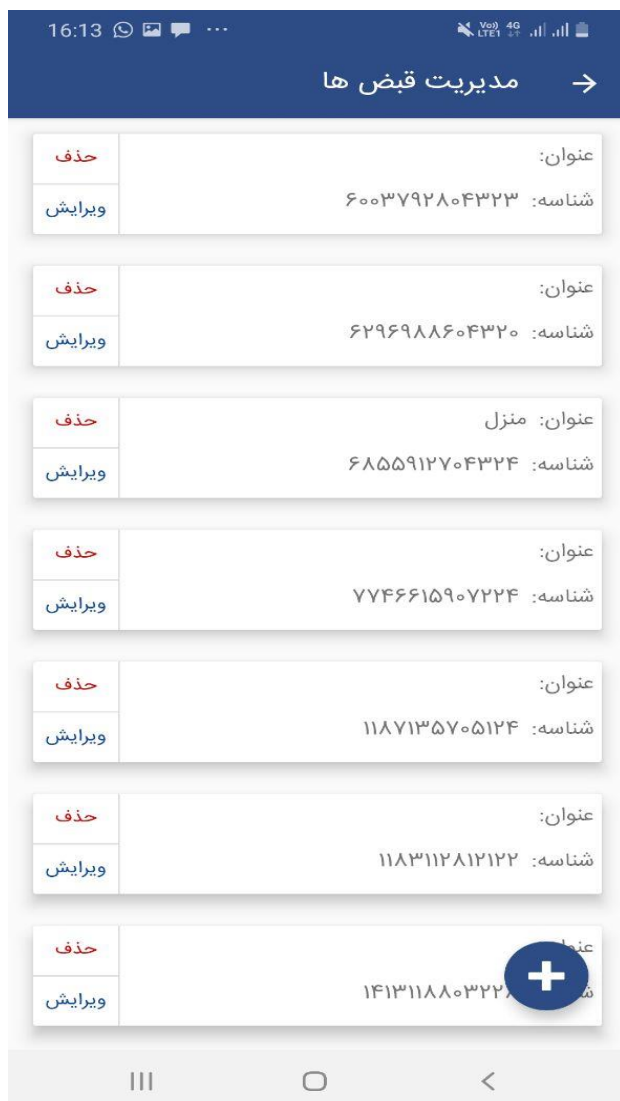 16:13
VoLTE1 4G
مدیریت قبض ها
عنوان:
حذف
شناسه: ۶۰۰۳۷۹۲۸۰۴۳۲۳
ویرایش
عنوان:
حذف
شناسه: ۶۲۹۶۹۸۸۶۰۴۳۲۰
ویرایش
عنوان: منزل
حذف
شناسه: ۶۸۵۵۹۱۲۷۰۴۳۲۴
ویرایش
عنوان:
حذف
شناسه: ۷۷۴۶۶۱۵۹۰۷۲۲۴
ویرایش
عنوان:
حذف
شناسه: ۱۱۸۷۱۳۵۷۰۵۱۲۴
ویرایش
عنوان:
حذف
شناسه: ۱۱۸۳۱۱۲۸۱۲۱۲۲
ویرایش
حذف
ویرایش